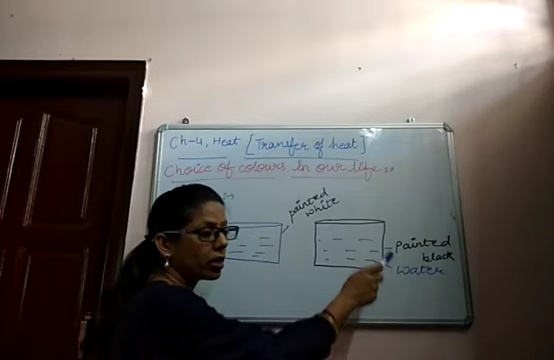 Ch-4, Heat [Transfer of heat]
Choice of colours in our life :-
painted
white
painted
black
water